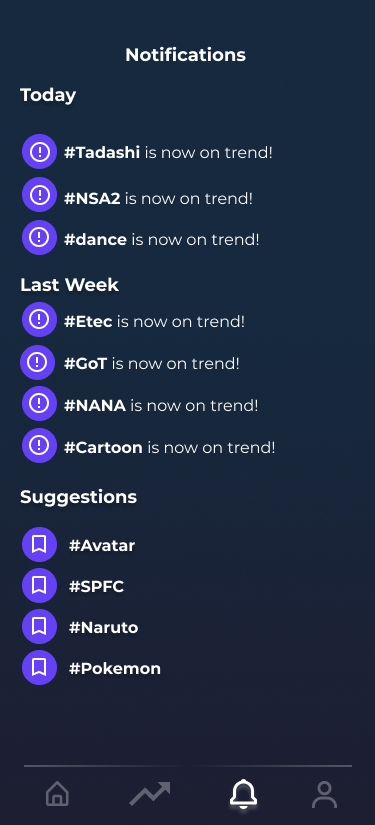 Notifications
Today
#Tadashi is now on trend!
#NSA2 is now on trend!
#dance is now on trend!
Last Week
#Etec is now on trend!
#GoT is now on trend!
#NANA is now on trend!
#Cartoon is now on trend!
Suggestions
#Avatar
#SPFC
#Naruto
#Pokemon